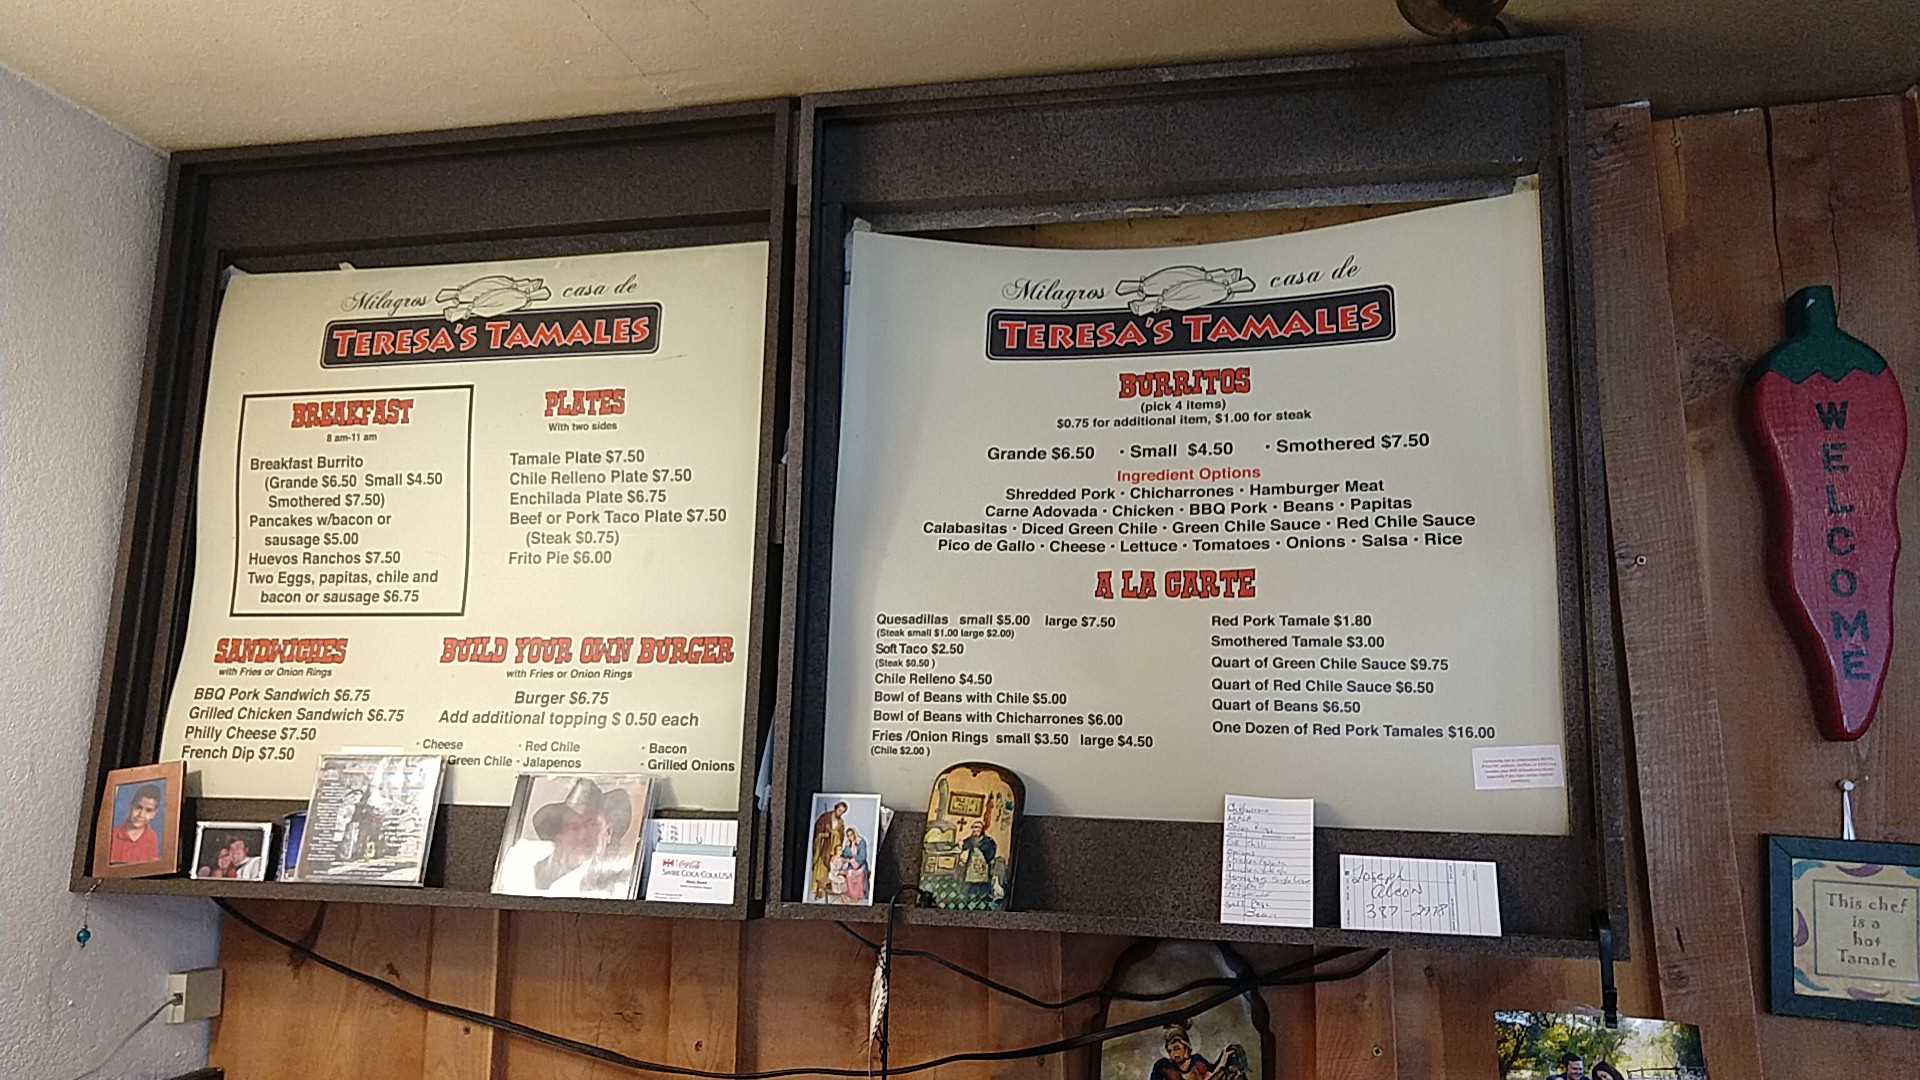 Milagros casa de
TERESA'S TAMALES
BREAKFAST
8 am-11 am
Breakfast Burrito
(Grande $6.50 Small $4.50
Smothered $7.50)
Pancakes w/bacon or
sausage $5.00
Huevos Ranchos $7.50
Two Eggs, papitas, chile and
bacon or sausage $6.75
PLATES
With two sides
Tamale Plate $7.50
Chile Relleno Plate $7.50
Enchilada Plate $6.75
Beef or Pork Taco Plate $7.50
(Steak $0.75)
Frito Pie $6.00
SANDWICHES
with Fries or Onion Rings
BBQ Pork Sandwich $6.75
Grilled Chicken Sandwich $6.75
Philly Cheese $7.50
French Dip $7.50
BUILD YOUR OWN BURGER
with Fries or Onion Rings
Burger $6.75
Add additional topping $ 0.50 each
· Cheese · Red Chile · Bacon
Green Chile · Jalapenos · Grilled Onions
Coca-Cola
SWIRE COCA-COLA USA
Milagros casa de
TERESA'S TAMALES
BURRITOS
(pick 4 items)
$0.75 for additional item, $1.00 for steak
Grande $6.50 · Small $4.50 · Smothered $7.50
Ingredient Options
Shredded Pork · Chicharrones · Hamburger Meat
Carne Adovada · Chicken · BBQ Pork · Beans · Papitas
Calabasitas · Diced Green Chile · Green Chile Sauce · Red Chile Sauce
Pico de Gallo · Cheese · Lettuce · Tomatoes · Onions · Salsa · Rice
A LA CARTE
Quesadillas small $5.00 large $7.50
(Steak small $1.00 large $2.00)
Soft Taco $2.50
(Steak $0.50 )
Chile Relleno $4.50
Bowl of Beans with Chile $5.00
Bowl of Beans with Chicharrones $6.00
Fries /Onion Rings small $3.50 large $4.50
(Chile $2.00 )
Red Pork Tamale $1.80
Smothered Tamale $3.00
Quart of Green Chile Sauce $9.75
Quart of Red Chile Sauce $6.50
Quart of Beans $6.50
One Dozen of Red Pork Tamales $16.00
Joseph
387-2978
WELCOME
This chef
is a
hot
Tamale